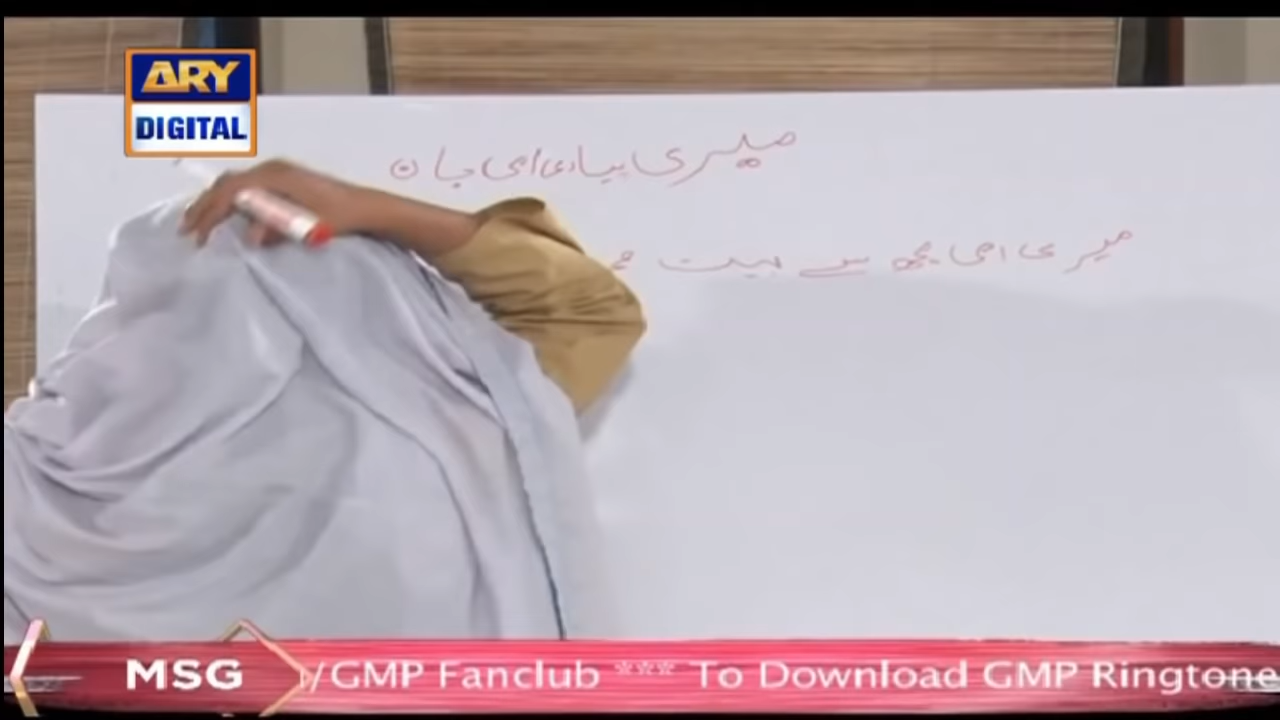 ARY
DIGITAL
میری پیاری امی جان
میری امی مجھ سے بہت
MSG /GMP Fanclub *** To Download GMP Ringtone